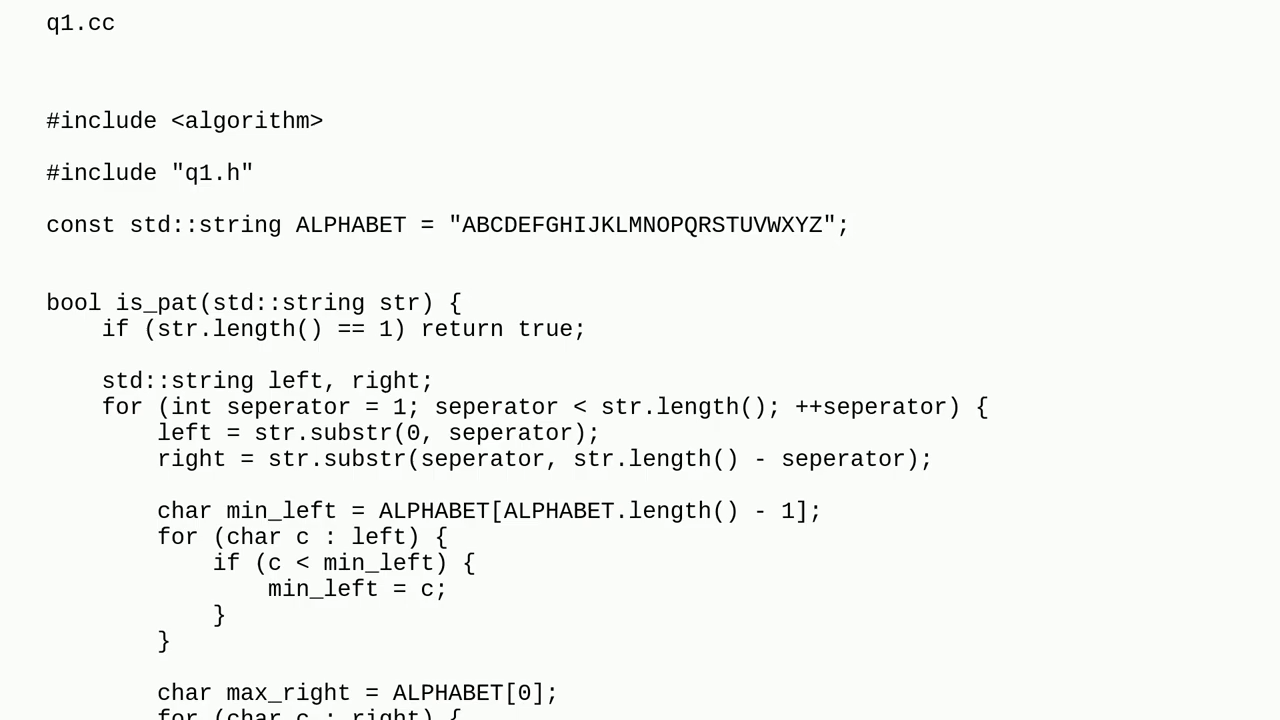 q1.cc
#include <algorithm>
#include "q1.h"
const std::string ALPHABET = "ABCDEFGHIJKLMNOPQRSTUVWXYZ";
bool is_pat(std::string str) {
    if (str.length() == 1) return true;
    std::string left, right;
    for (int seperator = 1; seperator < str.length(); ++seperator) {
        left = str.substr(0, seperator);
        right = str.substr(seperator, str.length() - seperator);
        char min_left = ALPHABET[ALPHABET.length() - 1];
        for (char c : left) {
            if (c < min_left) {
                min_left = c;
            }
        }
        char max_right = ALPHABET[0];
        for (char c : right) {